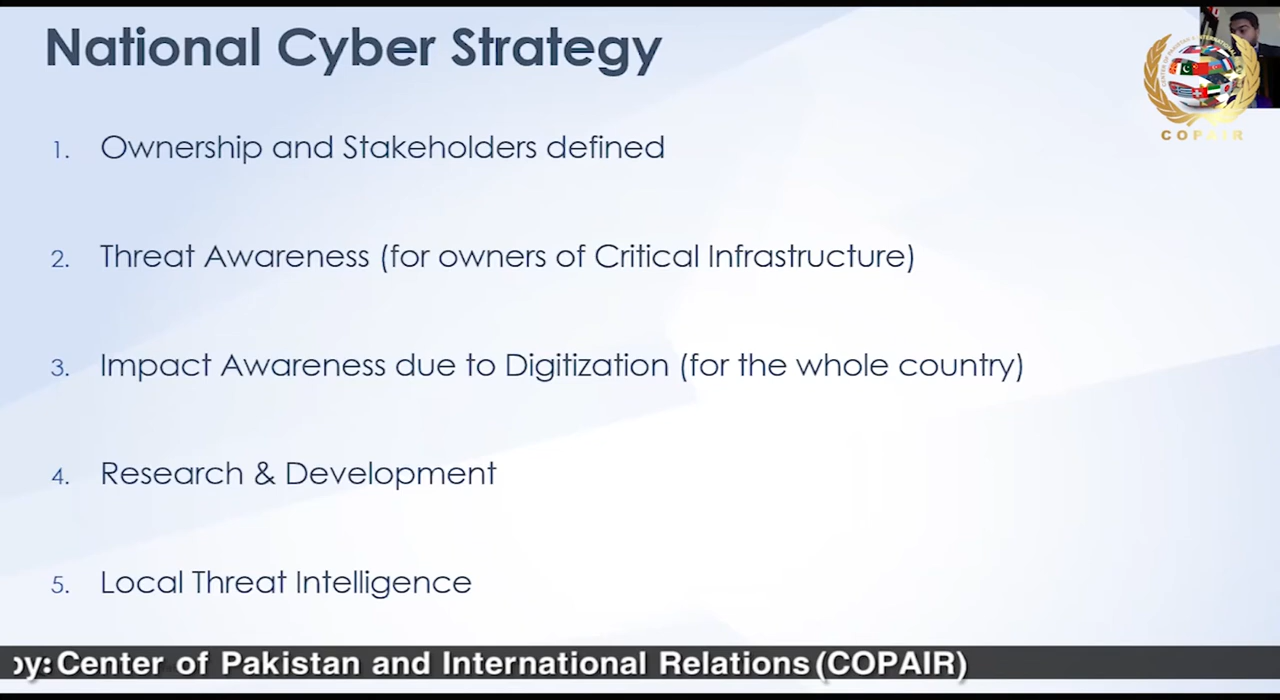 National Cyber Strategy
COPAIR
1. Ownership and Stakeholders defined
2. Threat Awareness (for owners of Critical Infrastructure)
3. Impact Awareness due to Digitization (for the whole country)
4. Research & Development
5. Local Threat Intelligence
by: Center of Pakistan and International Relations (COPAIR)